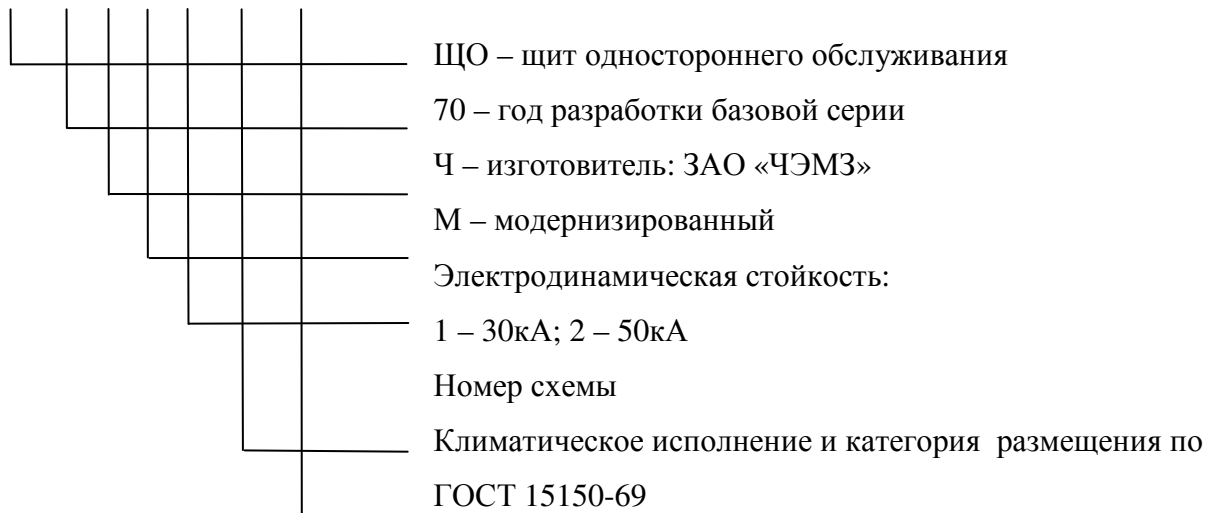 ЩО – щит одностороннего обслуживания
70 – год разработки базовой серии
Ч – изготовитель: ЗАО «ЧЭМЗ»
М – модернизированный
Электродинамическая стойкость:
1 – 30кА; 2 – 50кА
Номер схемы
Климатическое исполнение и категория размещения по
ГОСТ 15150-69